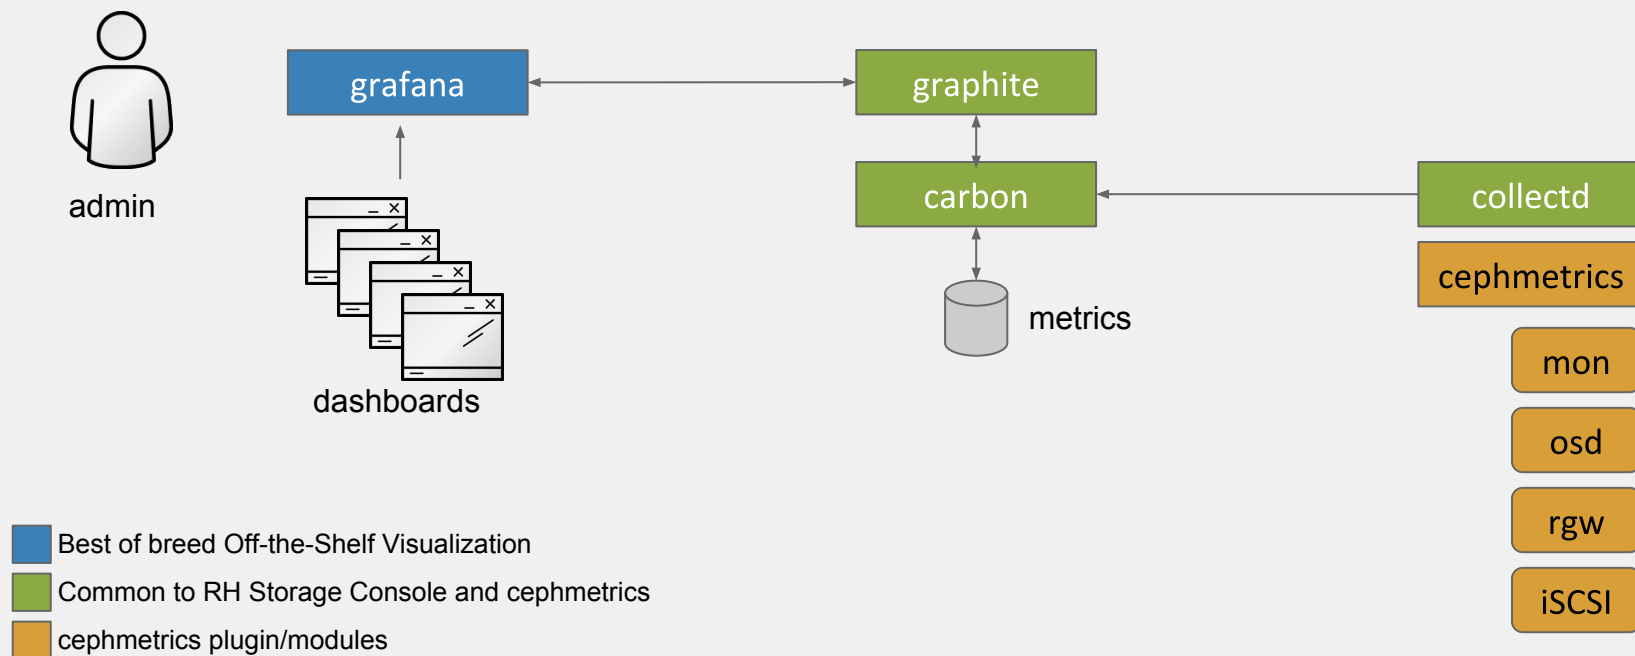 grafana
graphite
admin
carbon
collectd
cephmetrics
metrics
mon
dashboards
osd
rgw
iSCSI
Best of breed Off-the-Shelf Visualization
Common to RH Storage Console and cephmetrics
cephmetrics plugin/modules